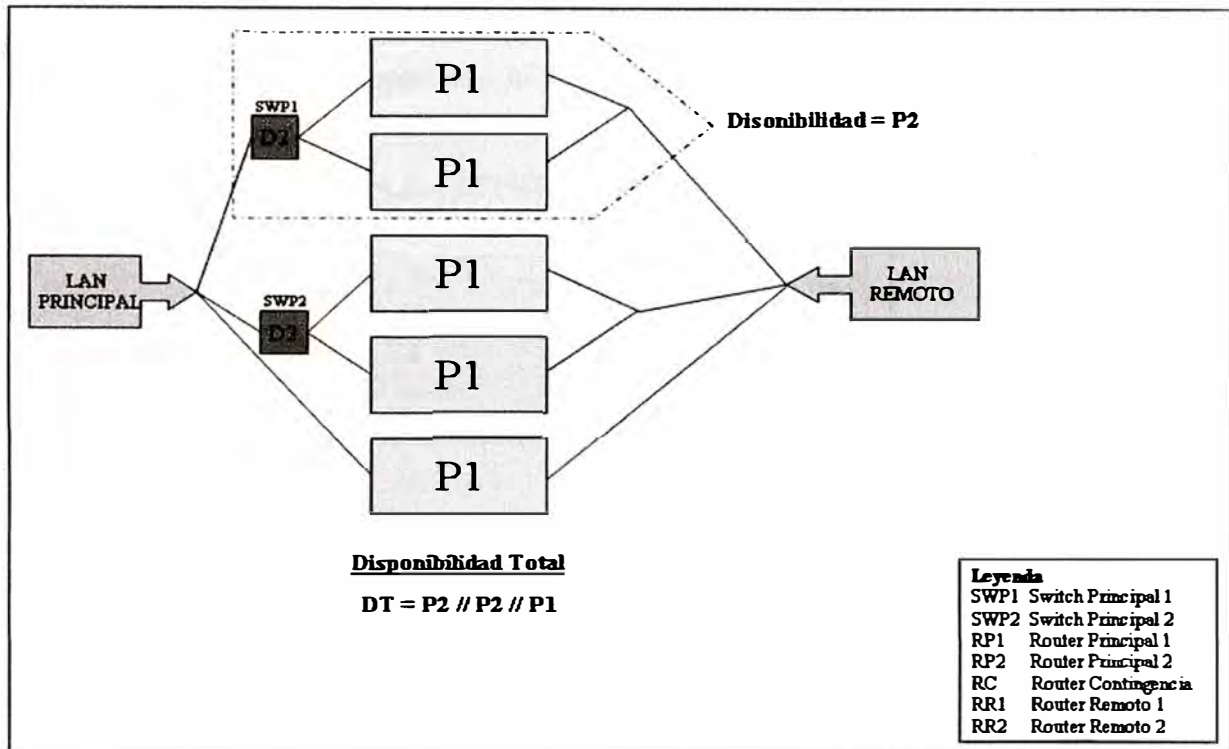 P1
SWP1
D2
P1
Disonibilidad = P2
LAN
PRINCIPAL
SWP2
D2
P1
P1
LAN
REMOTO
P1
Disponibilidad Total
DT = P2 // P2 // P1
Leyenda
SWP1 Switch Principal 1
SWP2 Switch Principal 2
RP1 Router Principal 1
RP2 Router Principal 2
RC Router Contingencia
RR1 Router Remoto 1
RR2 Router Remoto 2